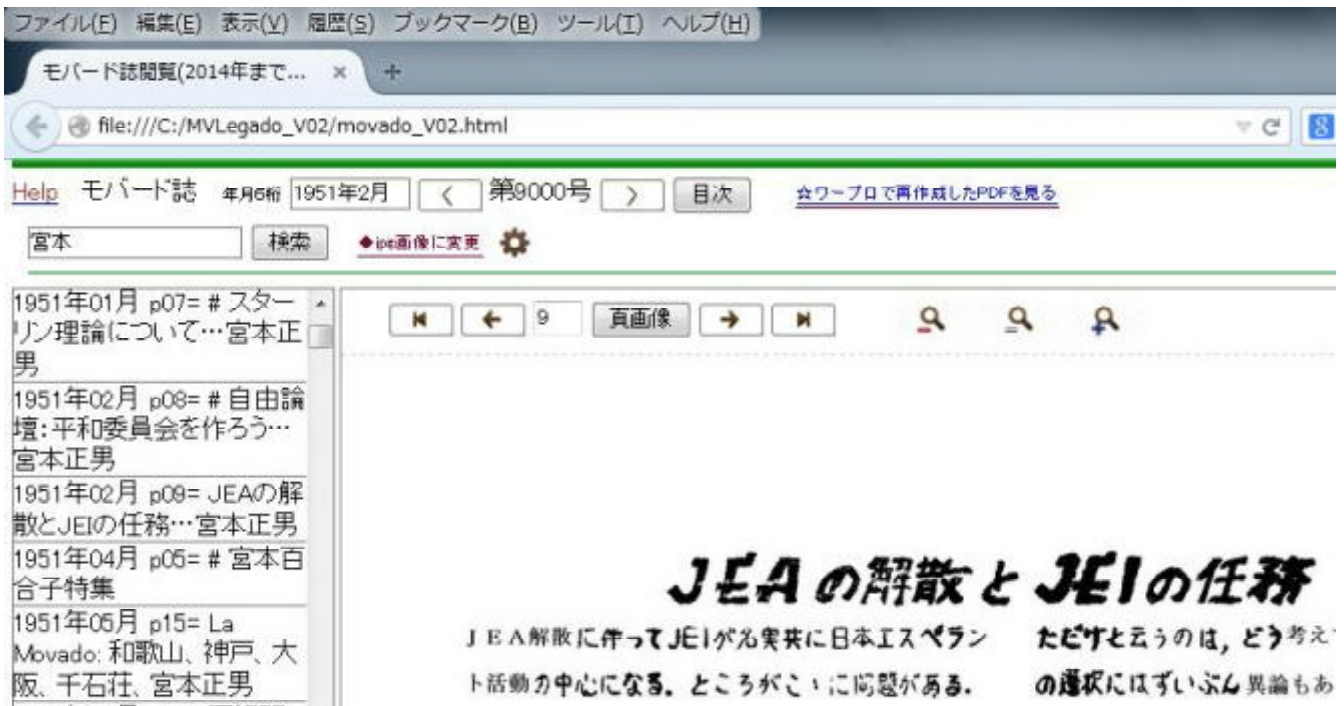 ファイル(F) 編集(E) 表示(V) 履歴(S) ブックマーク(B) ツール(T) ヘルプ(H)
モバード誌閲覧(2014年まで... × +
file:///C:/MVLegado_V02/movado_V02.html
Help モバード誌 年月6桁 1951年2月 < 第9000号 > 目次 ☆ワープロで再作成したPDFを見る
宮本 検索 ◆jpg画像に変更
1951年01月 p07= # スター
リン理論について…宮本正
男
1951年02月 p08= # 自由論
壇:平和委員会を作ろう…
宮本正男
1951年02月 p09= JEAの解
散とJEIの任務…宮本正男
1951年04月 p05= # 宮本百
合子特集
1951年05月 p15= La
Movado: 和歌山、神戸、大
阪、千石荘、宮本正男
9 頁画像
JEAの解散とJEIの任務
JEA解散に伴ってJEIが名実共に日本エスペラン
ト活動の中心になる。ところがこゝに問題がある。
ただすと云うのは,どう考え
の選択にはずいぶん異論もあ